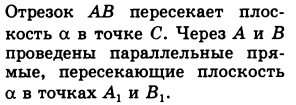 Отрезок AB пересекает плос-
кость α в точке C. Через A и B
проведены параллельные пря-
мые, пересекающие плоскость
α в точках A₁ и B₁.